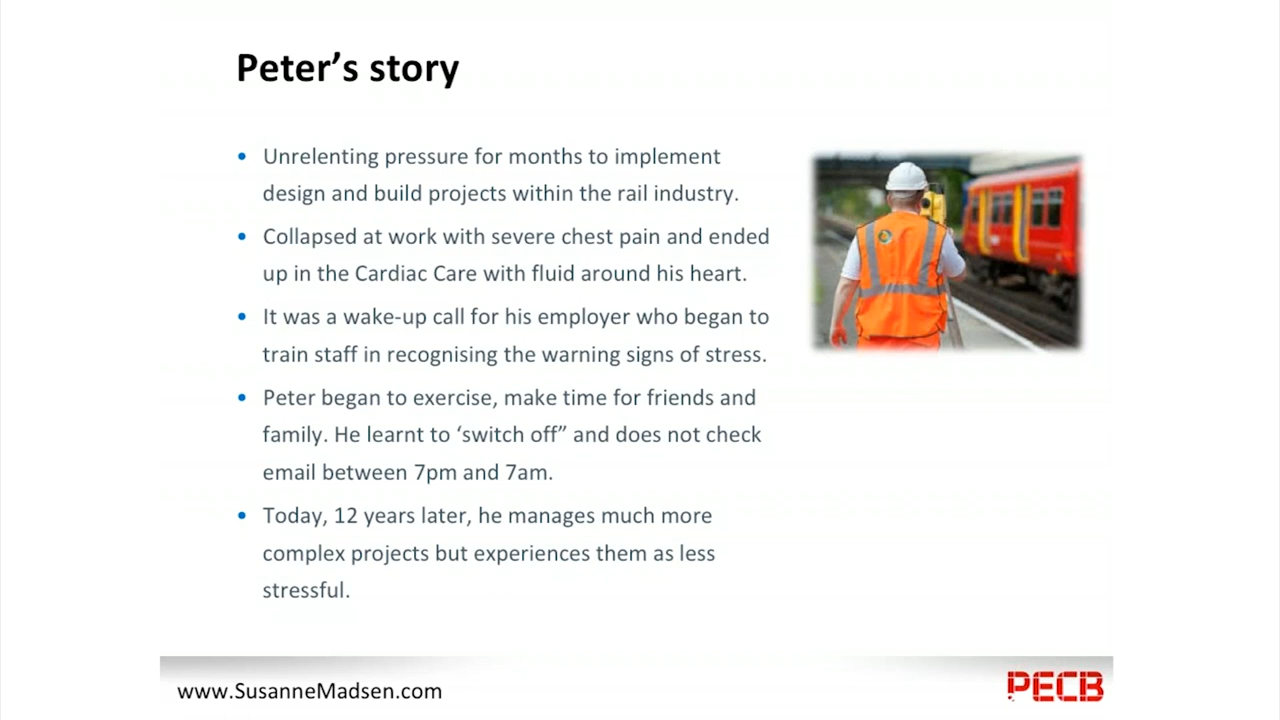 Peter’s story
• Unrelenting pressure for months to implement
design and build projects within the rail industry.
• Collapsed at work with severe chest pain and ended
up in the Cardiac Care with fluid around his heart.
• It was a wake-up call for his employer who began to
train staff in recognising the warning signs of stress.
• Peter began to exercise, make time for friends and
family. He learnt to ‘switch off” and does not check
email between 7pm and 7am.
• Today, 12 years later, he manages much more
complex projects but experiences them as less
stressful.
www.SusanneMadsen.com
PECB